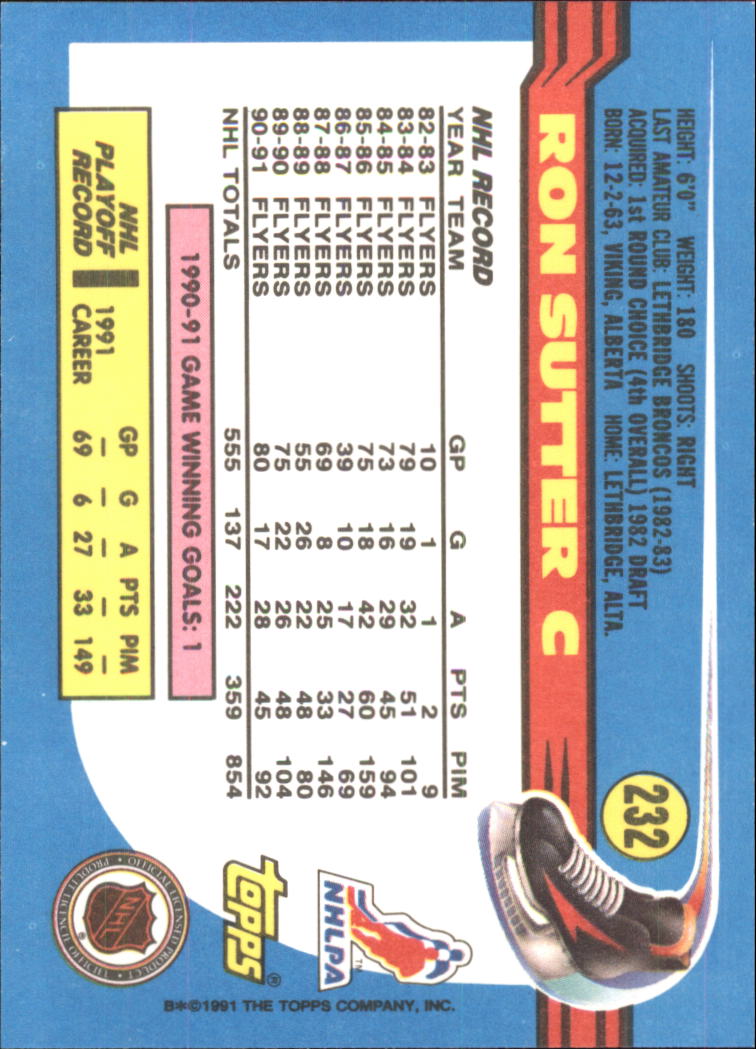 HEIGHT: 6'0" WEIGHT: 180 SHOOTS: RIGHT
LAST AMATEUR CLUB: LETHBRIDGE BRONCOS (1982-83)
ACQUIRED: 1st ROUND CHOICE (4th OVERALL) 1982 DRAFT
BORN: 12-2-63, VIKING, ALBERTA HOME: LETHBRIDGE, ALTA.
232
RON SUTTER C
NHL RECORD
YEAR TEAM GP G A PTS PIM
82-83 FLYERS 10 1 1 2 9
83-84 FLYERS 79 19 32 51 101
84-85 FLYERS 73 16 29 45 94
85-86 FLYERS 75 18 42 60 159
86-87 FLYERS 39 10 17 27 69
87-88 FLYERS 69 8 25 33 146
88-89 FLYERS 55 26 22 48 80
89-90 FLYERS 75 22 26 48 104
90-91 FLYERS 80 17 28 45 92
NHL TOTALS 555 137 222 359 854
1990-91 GAME WINNING GOALS: 1
NHL PLAYOFF RECORD
GP G A PTS PIM
1991 – – – – –
CAREER 69 6 27 33 149
NHLPA™
TOPPS®
NHL ®
OFFICIAL LICENSED PRODUCT •
B*©1991 THE TOPPS COMPANY, INC.